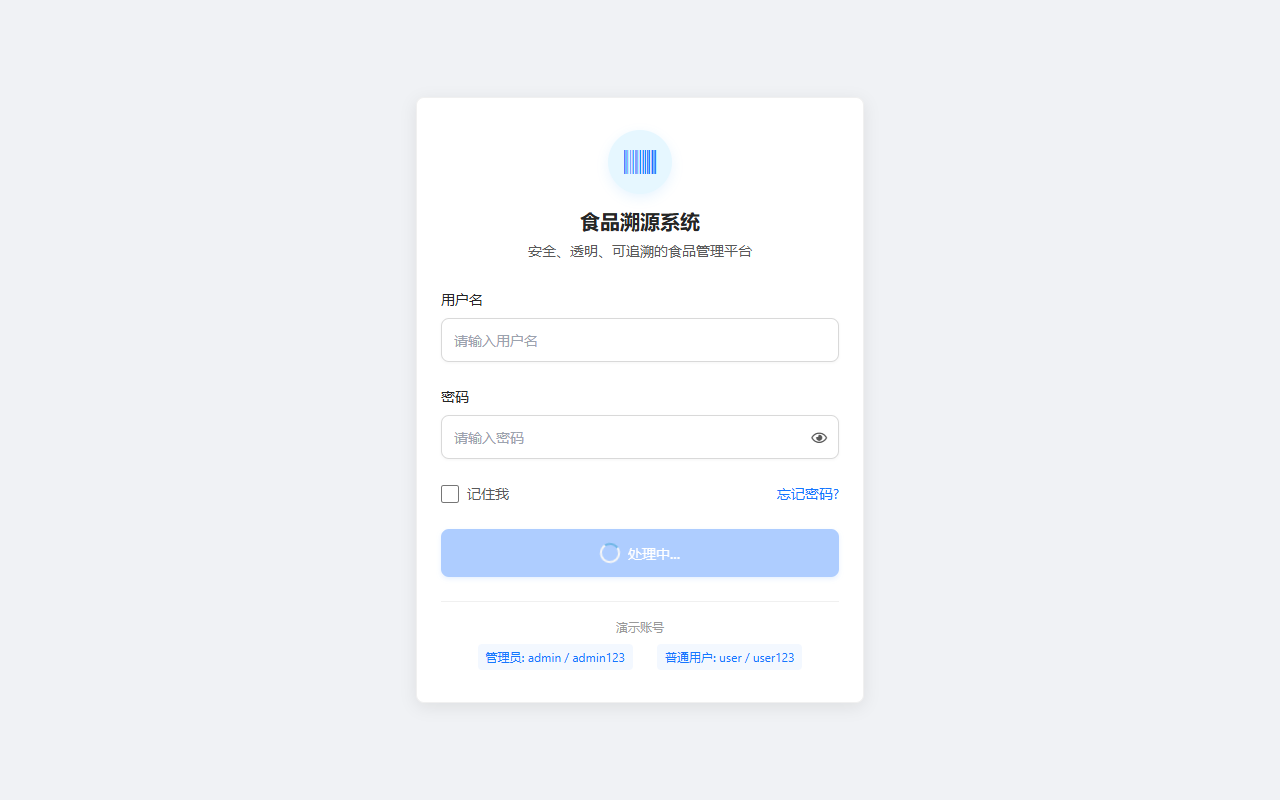 食品溯源系统
安全、透明、可追溯的食品管理平台
用户名
请输入用户名
密码
请输入密码
记住我 忘记密码?
处理中...
演示账号
管理员: admin / admin123 普通用户: user / user123